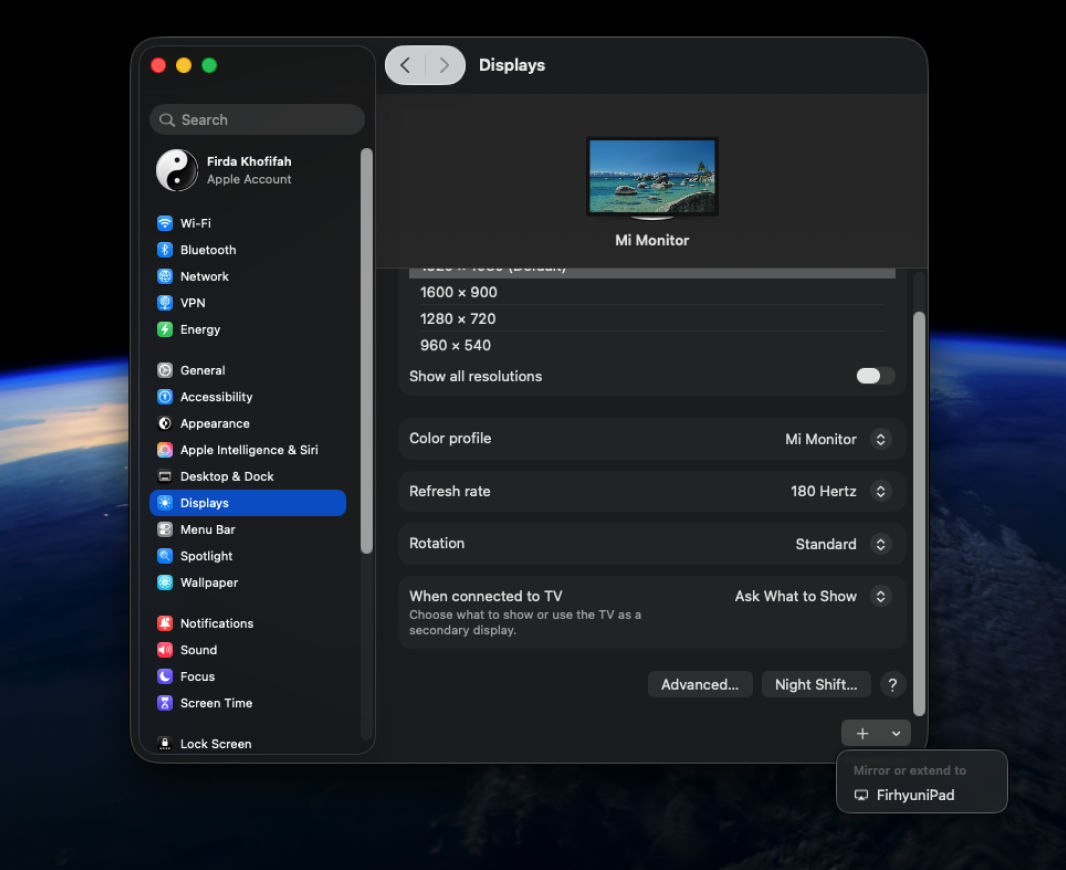 Search
Firda Khofifah
Apple Account
Wi-Fi
Bluetooth
Network
VPN
Energy
General
Accessibility
Appearance
Apple Intelligence & Siri
Desktop & Dock
Displays
Menu Bar
Spotlight
Wallpaper
Notifications
Sound
Focus
Screen Time
Lock Screen
Displays
Mi Monitor
1920 × 1080 (Default)
1600 × 900
1280 × 720
960 × 540
Show all resolutions
Color profile Mi Monitor
Refresh rate 180 Hertz
Rotation Standard
When connected to TV Ask What to Show
Choose what to show or use the TV as a
secondary display.
Advanced... Night Shift... ?
+
Mirror or extend to
FirhyuniPad